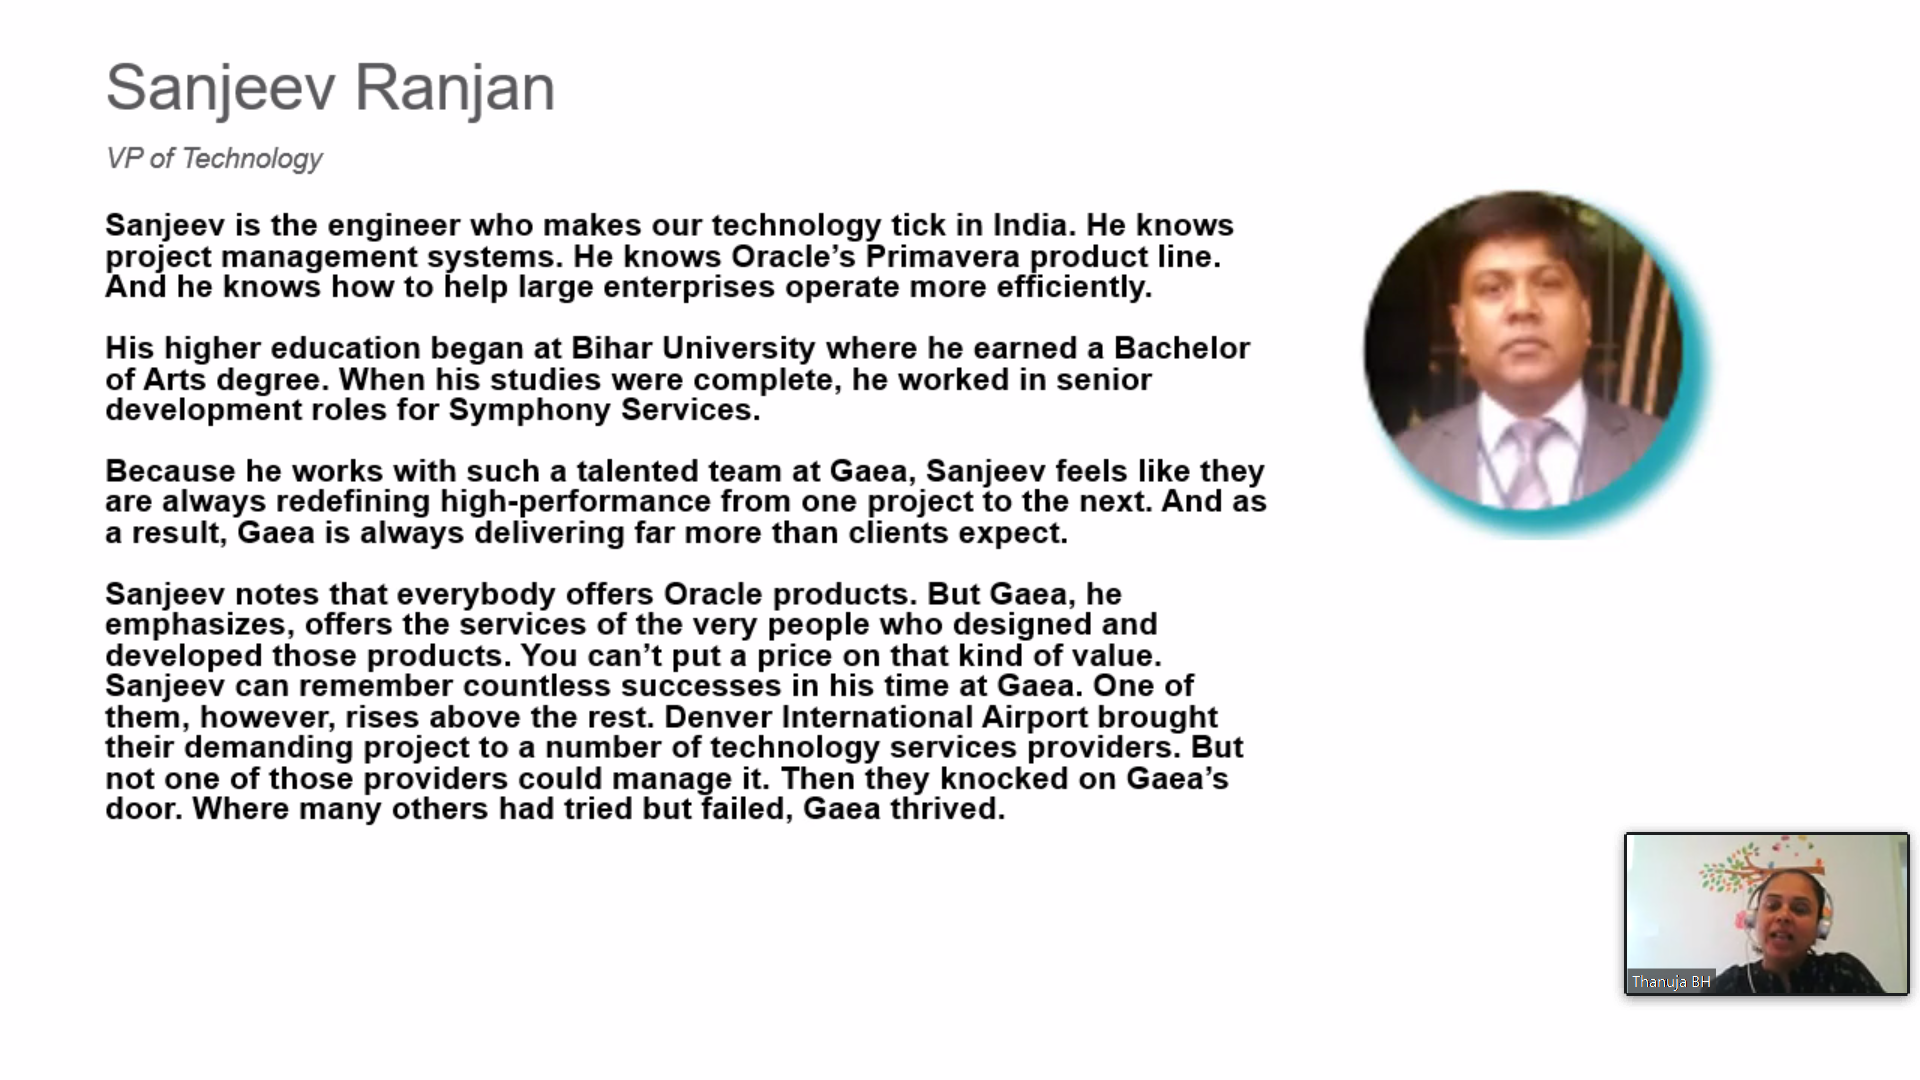 Sanjeev Ranjan
VP of Technology
Sanjeev is the engineer who makes our technology tick in India. He knows
project management systems. He knows Oracle’s Primavera product line.
And he knows how to help large enterprises operate more efficiently.
His higher education began at Bihar University where he earned a Bachelor
of Arts degree. When his studies were complete, he worked in senior
development roles for Symphony Services.
Because he works with such a talented team at Gaea, Sanjeev feels like they
are always redefining high-performance from one project to the next. And as
a result, Gaea is always delivering far more than clients expect.
Sanjeev notes that everybody offers Oracle products. But Gaea, he
emphasizes, offers the services of the very people who designed and
developed those products. You can’t put a price on that kind of value.
Sanjeev can remember countless successes in his time at Gaea. One of
them, however, rises above the rest. Denver International Airport brought
their demanding project to a number of technology services providers. But
not one of those providers could manage it. Then they knocked on Gaea’s
door. Where many others had tried but failed, Gaea thrived.
Thanuja BH